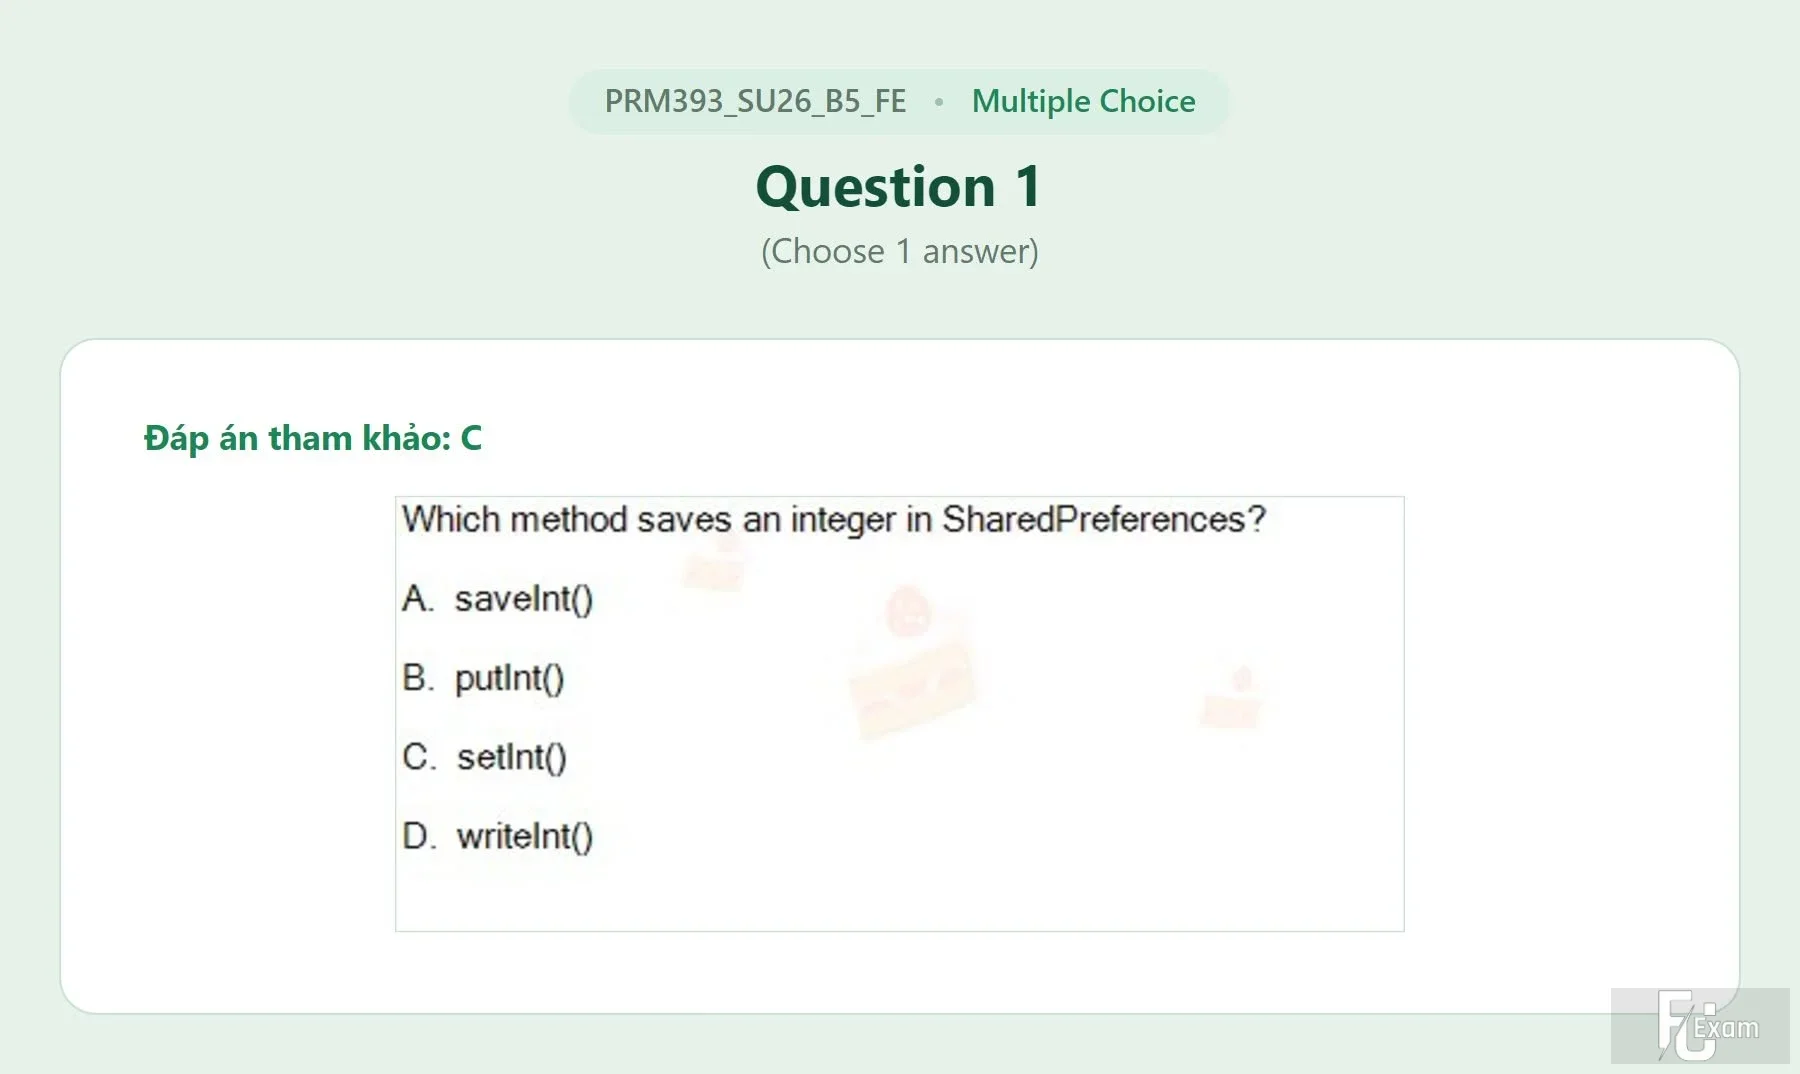 PRM393_SU26_B5_FE • Multiple Choice
Question 1
(Choose 1 answer)
Đáp án tham khảo: C
Which method saves an integer in SharedPreferences?
A. saveInt()
B. putInt()
C. setInt()
D. writeInt()
FU Exam